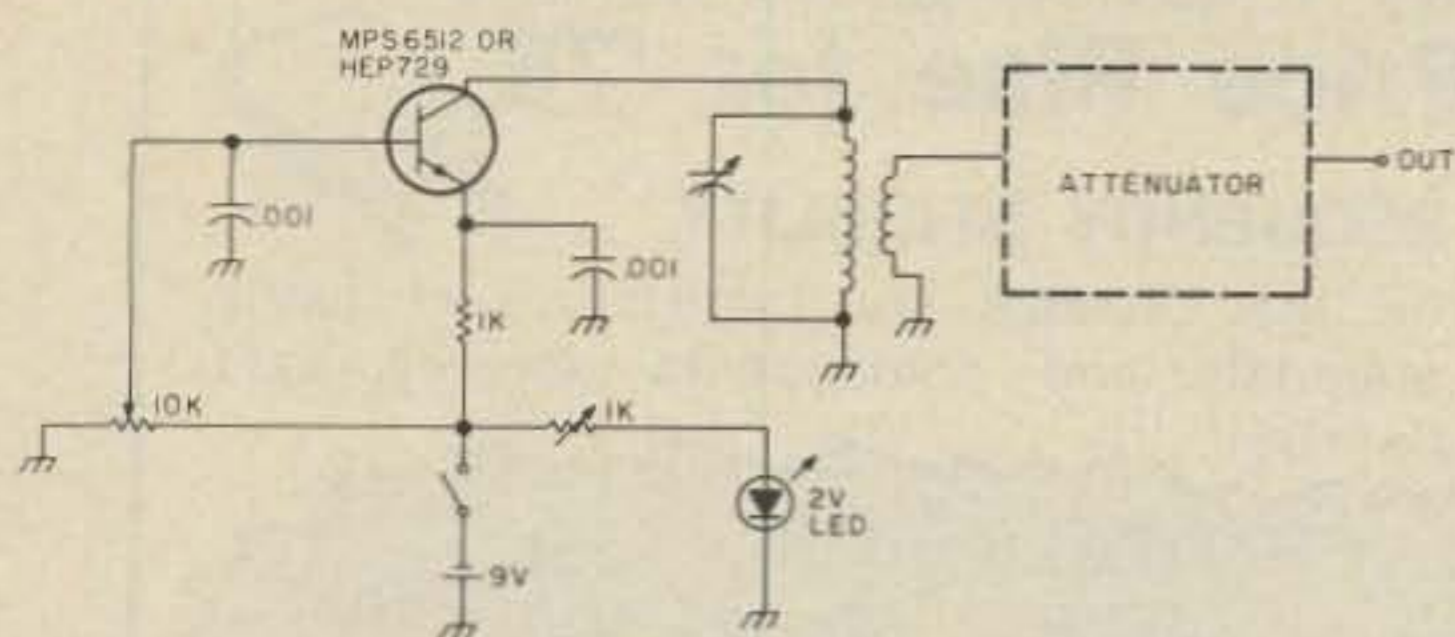 MPS6512 OR
HEP729
.001
.001
1K
10K
1K
2V
LED
9V
ATTENUATOR
OUT